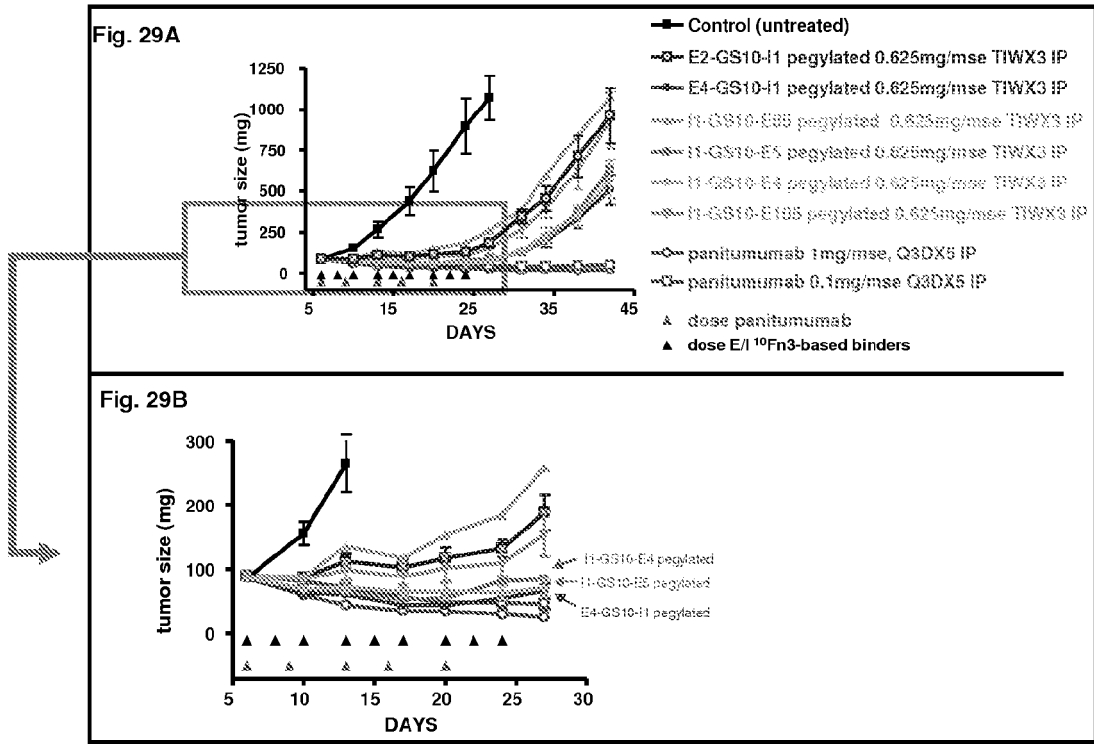 Fig. 29A
Control (untreated)
E2-GS10-I1 pegylated 0.625mg/mse TIWX3 IP
E4-GS10-I1 pegylated 0.625mg/mse TIWX3 IP
I1-GS10-E85 pegylated 0.625mg/mse TIWX3 IP
I1-GS10-E5 pegylated 0.625mg/mse TIWX3 IP
I1-GS10-E4 pegylated 0.625mg/mse TIWX3 IP
I1-GS10-E105 pegylated 0.625mg/mse TIWX3 IP
panitumumab 1mg/mse, Q3DX5 IP
panitumumab 0.1mg/mse Q3DX5 IP
dose panitumumab
dose E/I ¹⁰Fn3-based binders
tumor size (mg)
1250
1000
750
500
250
0
5 15 25 35 45
DAYS
Fig. 29B
tumor size (mg)
300
200
100
0
I1-GS10-E4 pegylated
I1-GS10-E5 pegylated
E4-GS10-I1 pegylated
5 10 15 20 25 30
DAYS